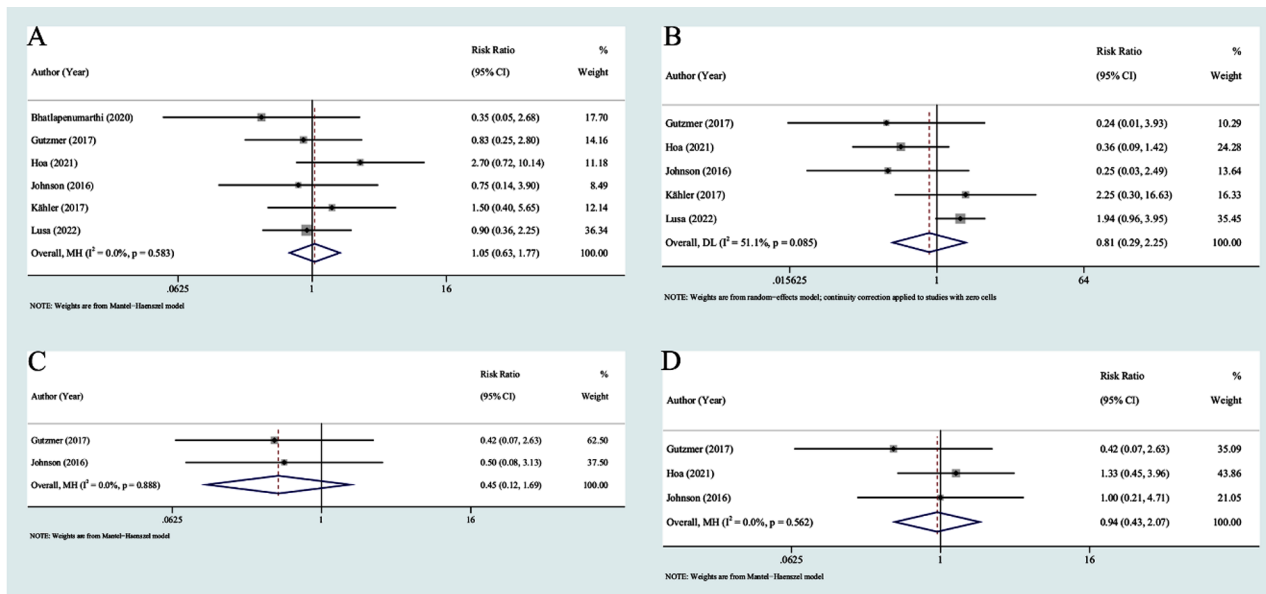 A
Risk Ratio %
Author (Year) (95% CI) Weight
Bhatlapenumarthi (2020) 0.35 (0.05, 2.68) 17.70
Gutzmer (2017) 0.83 (0.25, 2.80) 14.16
Hoa (2021) 2.70 (0.72, 10.14) 11.18
Johnson (2016) 0.75 (0.14, 3.90) 8.49
Kähler (2017) 1.50 (0.40, 5.65) 12.14
Lusa (2022) 0.90 (0.36, 2.25) 36.34
Overall, MH (I² = 0.0%, p = 0.583) 1.05 (0.63, 1.77) 100.00
.0625 1 16
NOTE: Weights are from Mantel−Haenszel model
B
Risk Ratio %
Author (Year) (95% CI) Weight
Gutzmer (2017) 0.24 (0.01, 3.93) 10.29
Hoa (2021) 0.36 (0.09, 1.42) 24.28
Johnson (2016) 0.25 (0.03, 2.49) 13.64
Kähler (2017) 2.25 (0.30, 16.63) 16.33
Lusa (2022) 1.94 (0.96, 3.95) 35.45
Overall, DL (I² = 51.1%, p = 0.085) 0.81 (0.29, 2.25) 100.00
.015625 1 64
NOTE: Weights are from random−effects model; continuity correction applied to studies with zero cells
C
Risk Ratio %
Author (Year) (95% CI) Weight
Gutzmer (2017) 0.42 (0.07, 2.63) 62.50
Johnson (2016) 0.50 (0.08, 3.13) 37.50
Overall, MH (I² = 0.0%, p = 0.888) 0.45 (0.12, 1.69) 100.00
.0625 1 16
NOTE: Weights are from Mantel−Haenszel model
D
Risk Ratio %
Author (Year) (95% CI) Weight
Gutzmer (2017) 0.42 (0.07, 2.63) 35.09
Hoa (2021) 1.33 (0.45, 3.96) 43.86
Johnson (2016) 1.00 (0.21, 4.71) 21.05
Overall, MH (I² = 0.0%, p = 0.562) 0.94 (0.43, 2.07) 100.00
.0625 1 16
NOTE: Weights are from Mantel−Haenszel model